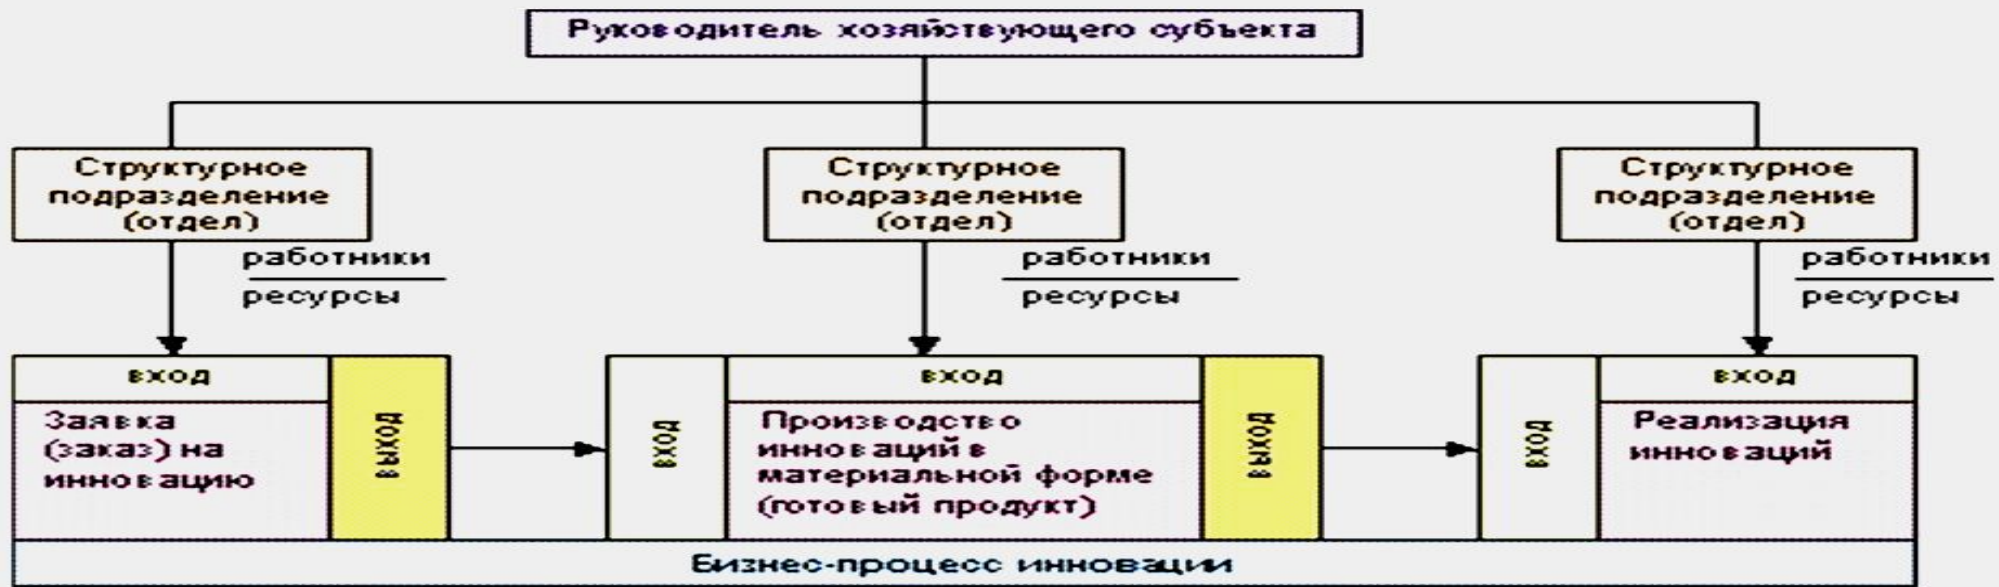 Руководитель хозяйствующего субъекта
Структурное
подразделение
(отдел)
Структурное
подразделение
(отдел)
Структурное
подразделение
(отдел)
работники
ресурсы
работники
ресурсы
работники
ресурсы
вход
Заявка
(заказ) на
инновацию
выход
вход
вход
Производство
инноваций в
материальной форме
(готовый продукт)
выход
вход
вход
Реализация
инноваций
Бизнес-процесс инновации